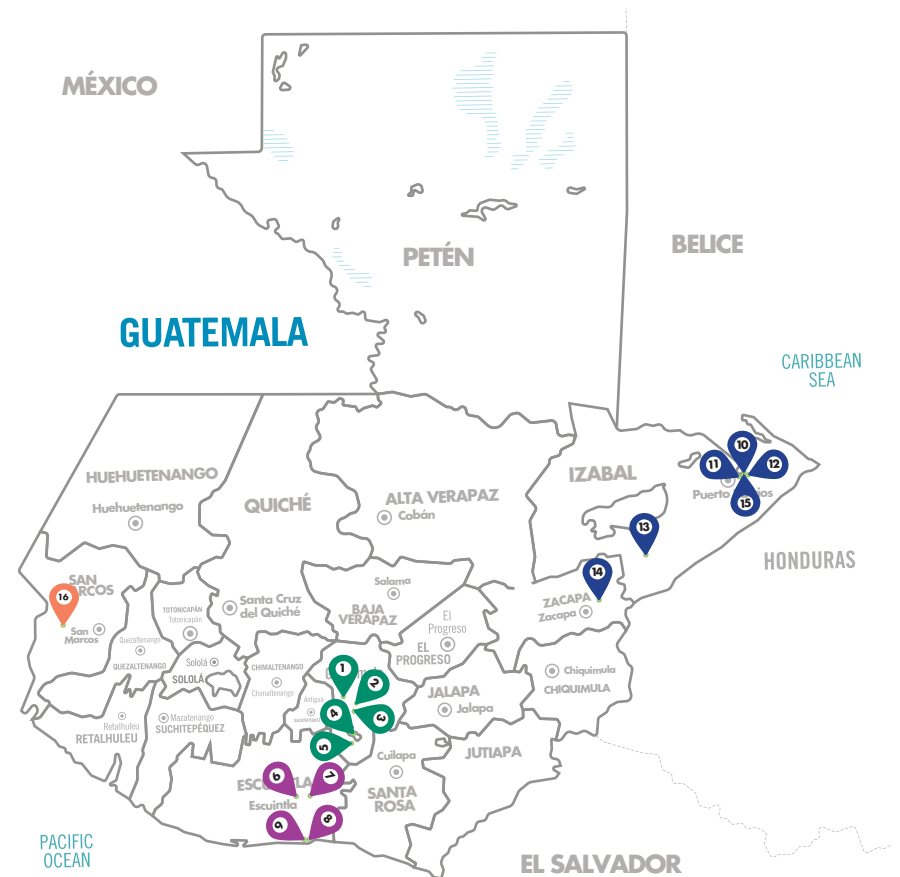 MÉXICO
PETÉN
BELICE
GUATEMALA
CARIBBEAN
SEA
HUEHUETENANGO
Huehuetenango
QUICHÉ
ALTA VERAPAZ
Cobán
IZABAL
10
11
12
Puerto
15
13
HONDURAS
14
ZACAPA
Zacapa
SAN
16
San
Marcos
TOTONICAPÁN
Totonicapán
Santa Cruz
del Quiché
Salama
BAJA
VERAPAZ
El
Progreso
EL
PROGRESO
Quezaltenango
QUEZALTENANGO
Sololá
SOLOLÁ
CHIMALTENANGO
Chimaltenango
Antigua
1
2
3
4
5
JALAPA
Jalapa
Chiquimula
CHIQUIMULA
Retalhuleu
RETALHULEU
Mazatenango
SUCHITEPÉQUEZ
Cuilapa
SANTA
ROSA
JUTIAPA
6
7
Escuintla
9
8
PACIFIC
OCEAN
EL SALVADOR